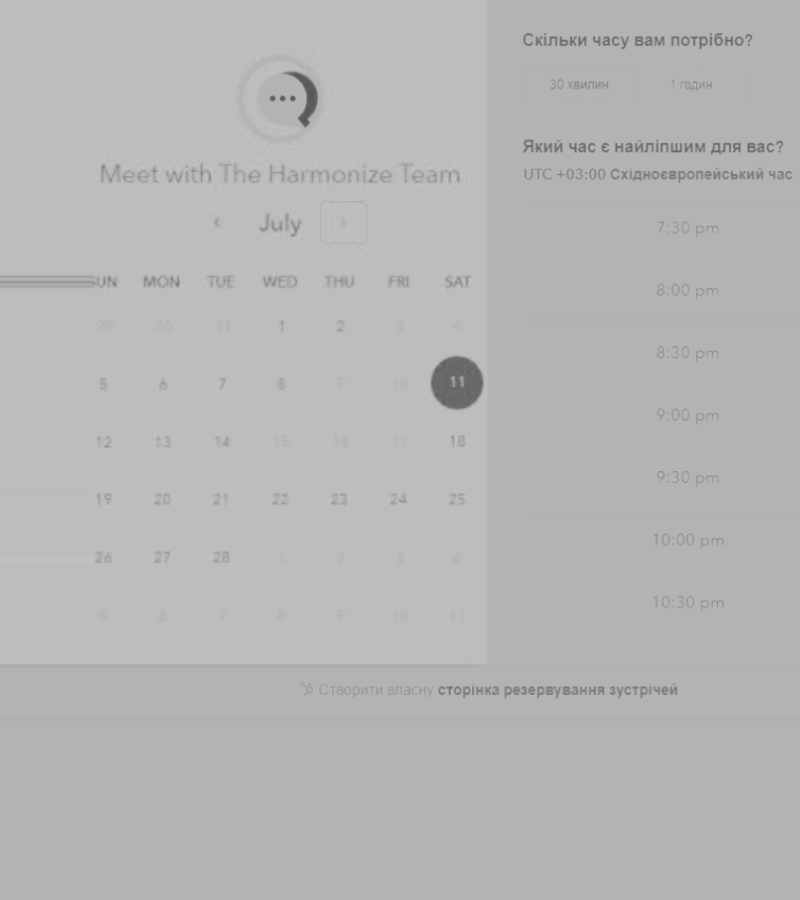 Meet with The Harmonize Team
July
SUN MON TUE WED THU FRI SAT
29 30 31 1 2 3 4
5 6 7 8 9 10 11
12 13 14 15 16 17 18
19 20 21 22 23 24 25
26 27 28 1 2 3 4
5 6 7 8 9 10 11
Скільки часу вам потрібно?
30 хвилин 1 годин
Який час є найліпшим для вас?
UTC +03:00 Східноєвропейський час
7:30 pm
8:00 pm
8:30 pm
9:00 pm
9:30 pm
10:00 pm
10:30 pm
Створити власну сторінка резервування зустрічей